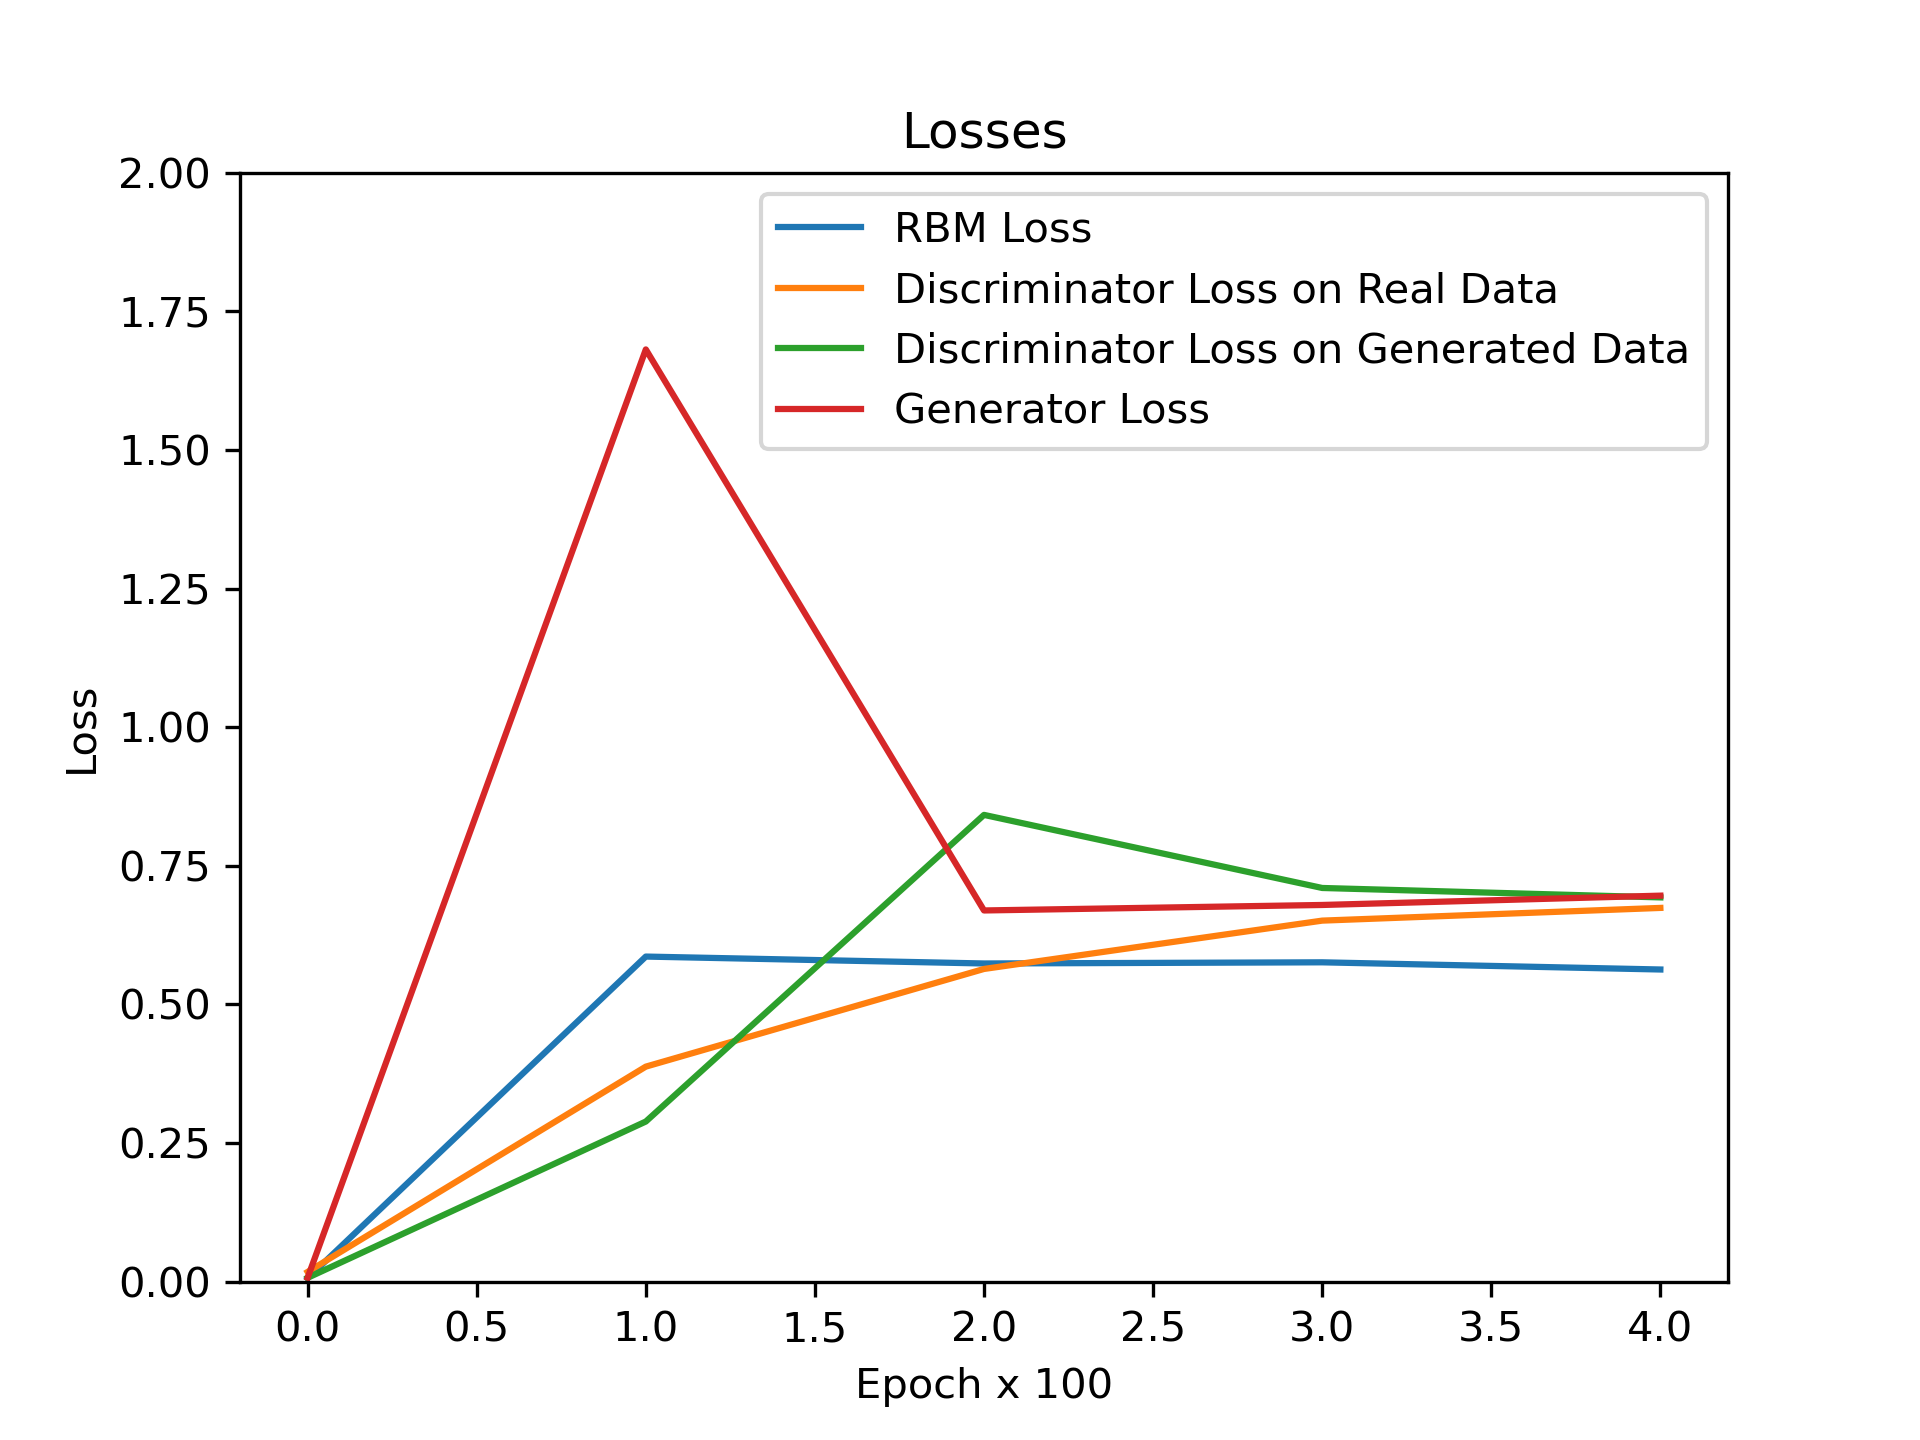 Losses
2.00
1.75
1.50
1.25
1.00
0.75
0.50
0.25
0.00
Loss
RBM Loss
Discriminator Loss on Real Data
Discriminator Loss on Generated Data
Generator Loss
0.0 0.5 1.0 1.5 2.0 2.5 3.0 3.5 4.0
Epoch x 100